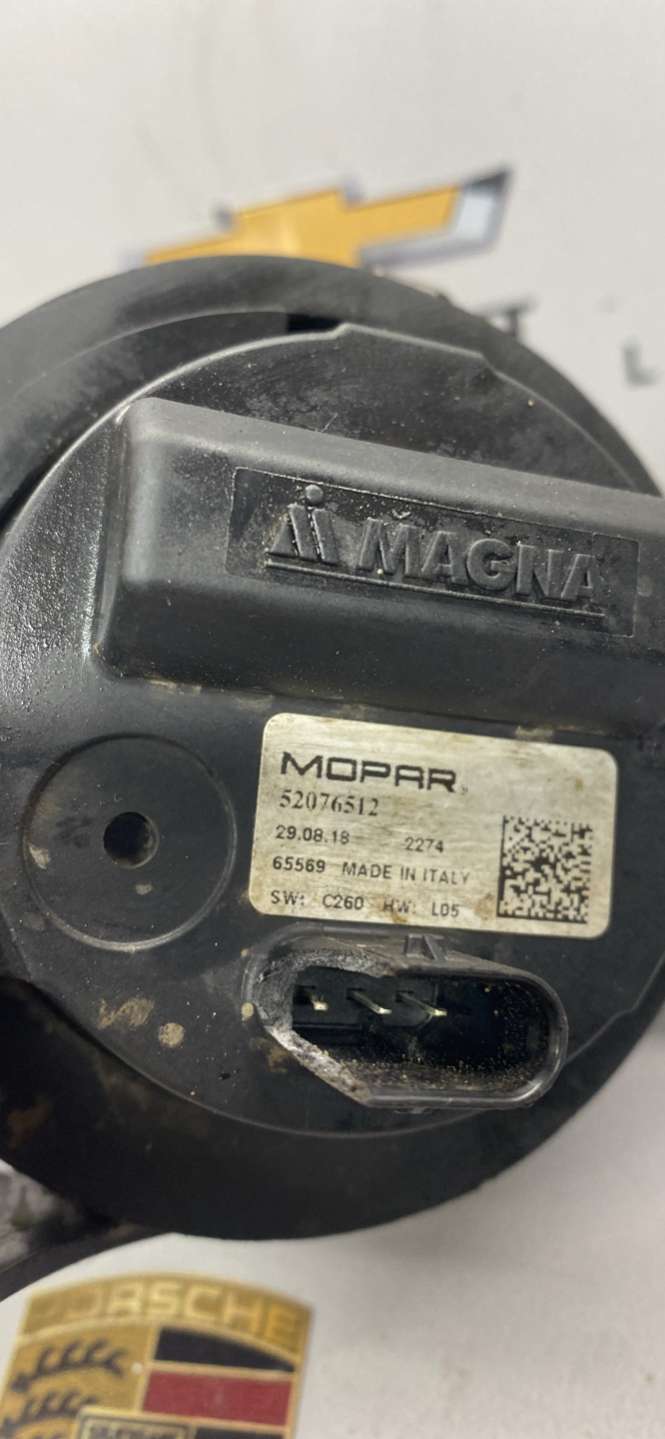 MAGNA
MOPAR
52076512
29.08.18 2274
65569 MADE IN ITALY
SW: C260 HW: L05
PORSCHE